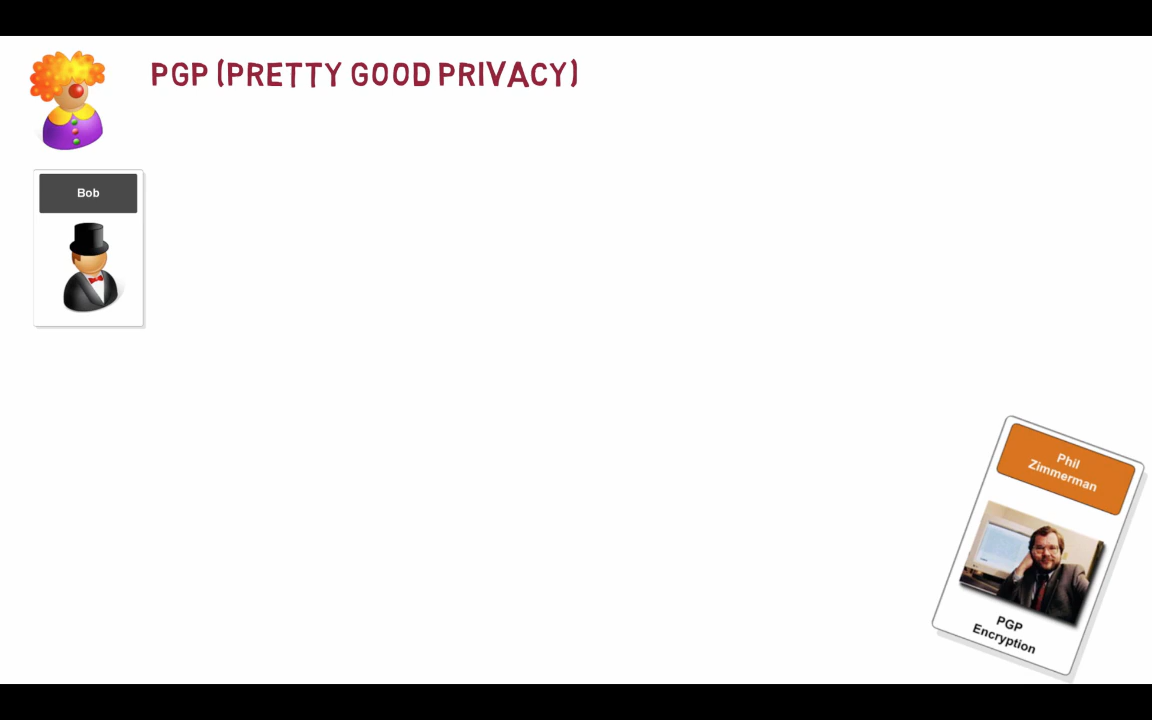 PGP (PRETTY GOOD PRIVACY)
Bob
Phil
Zimmerman
PGP
Encryption